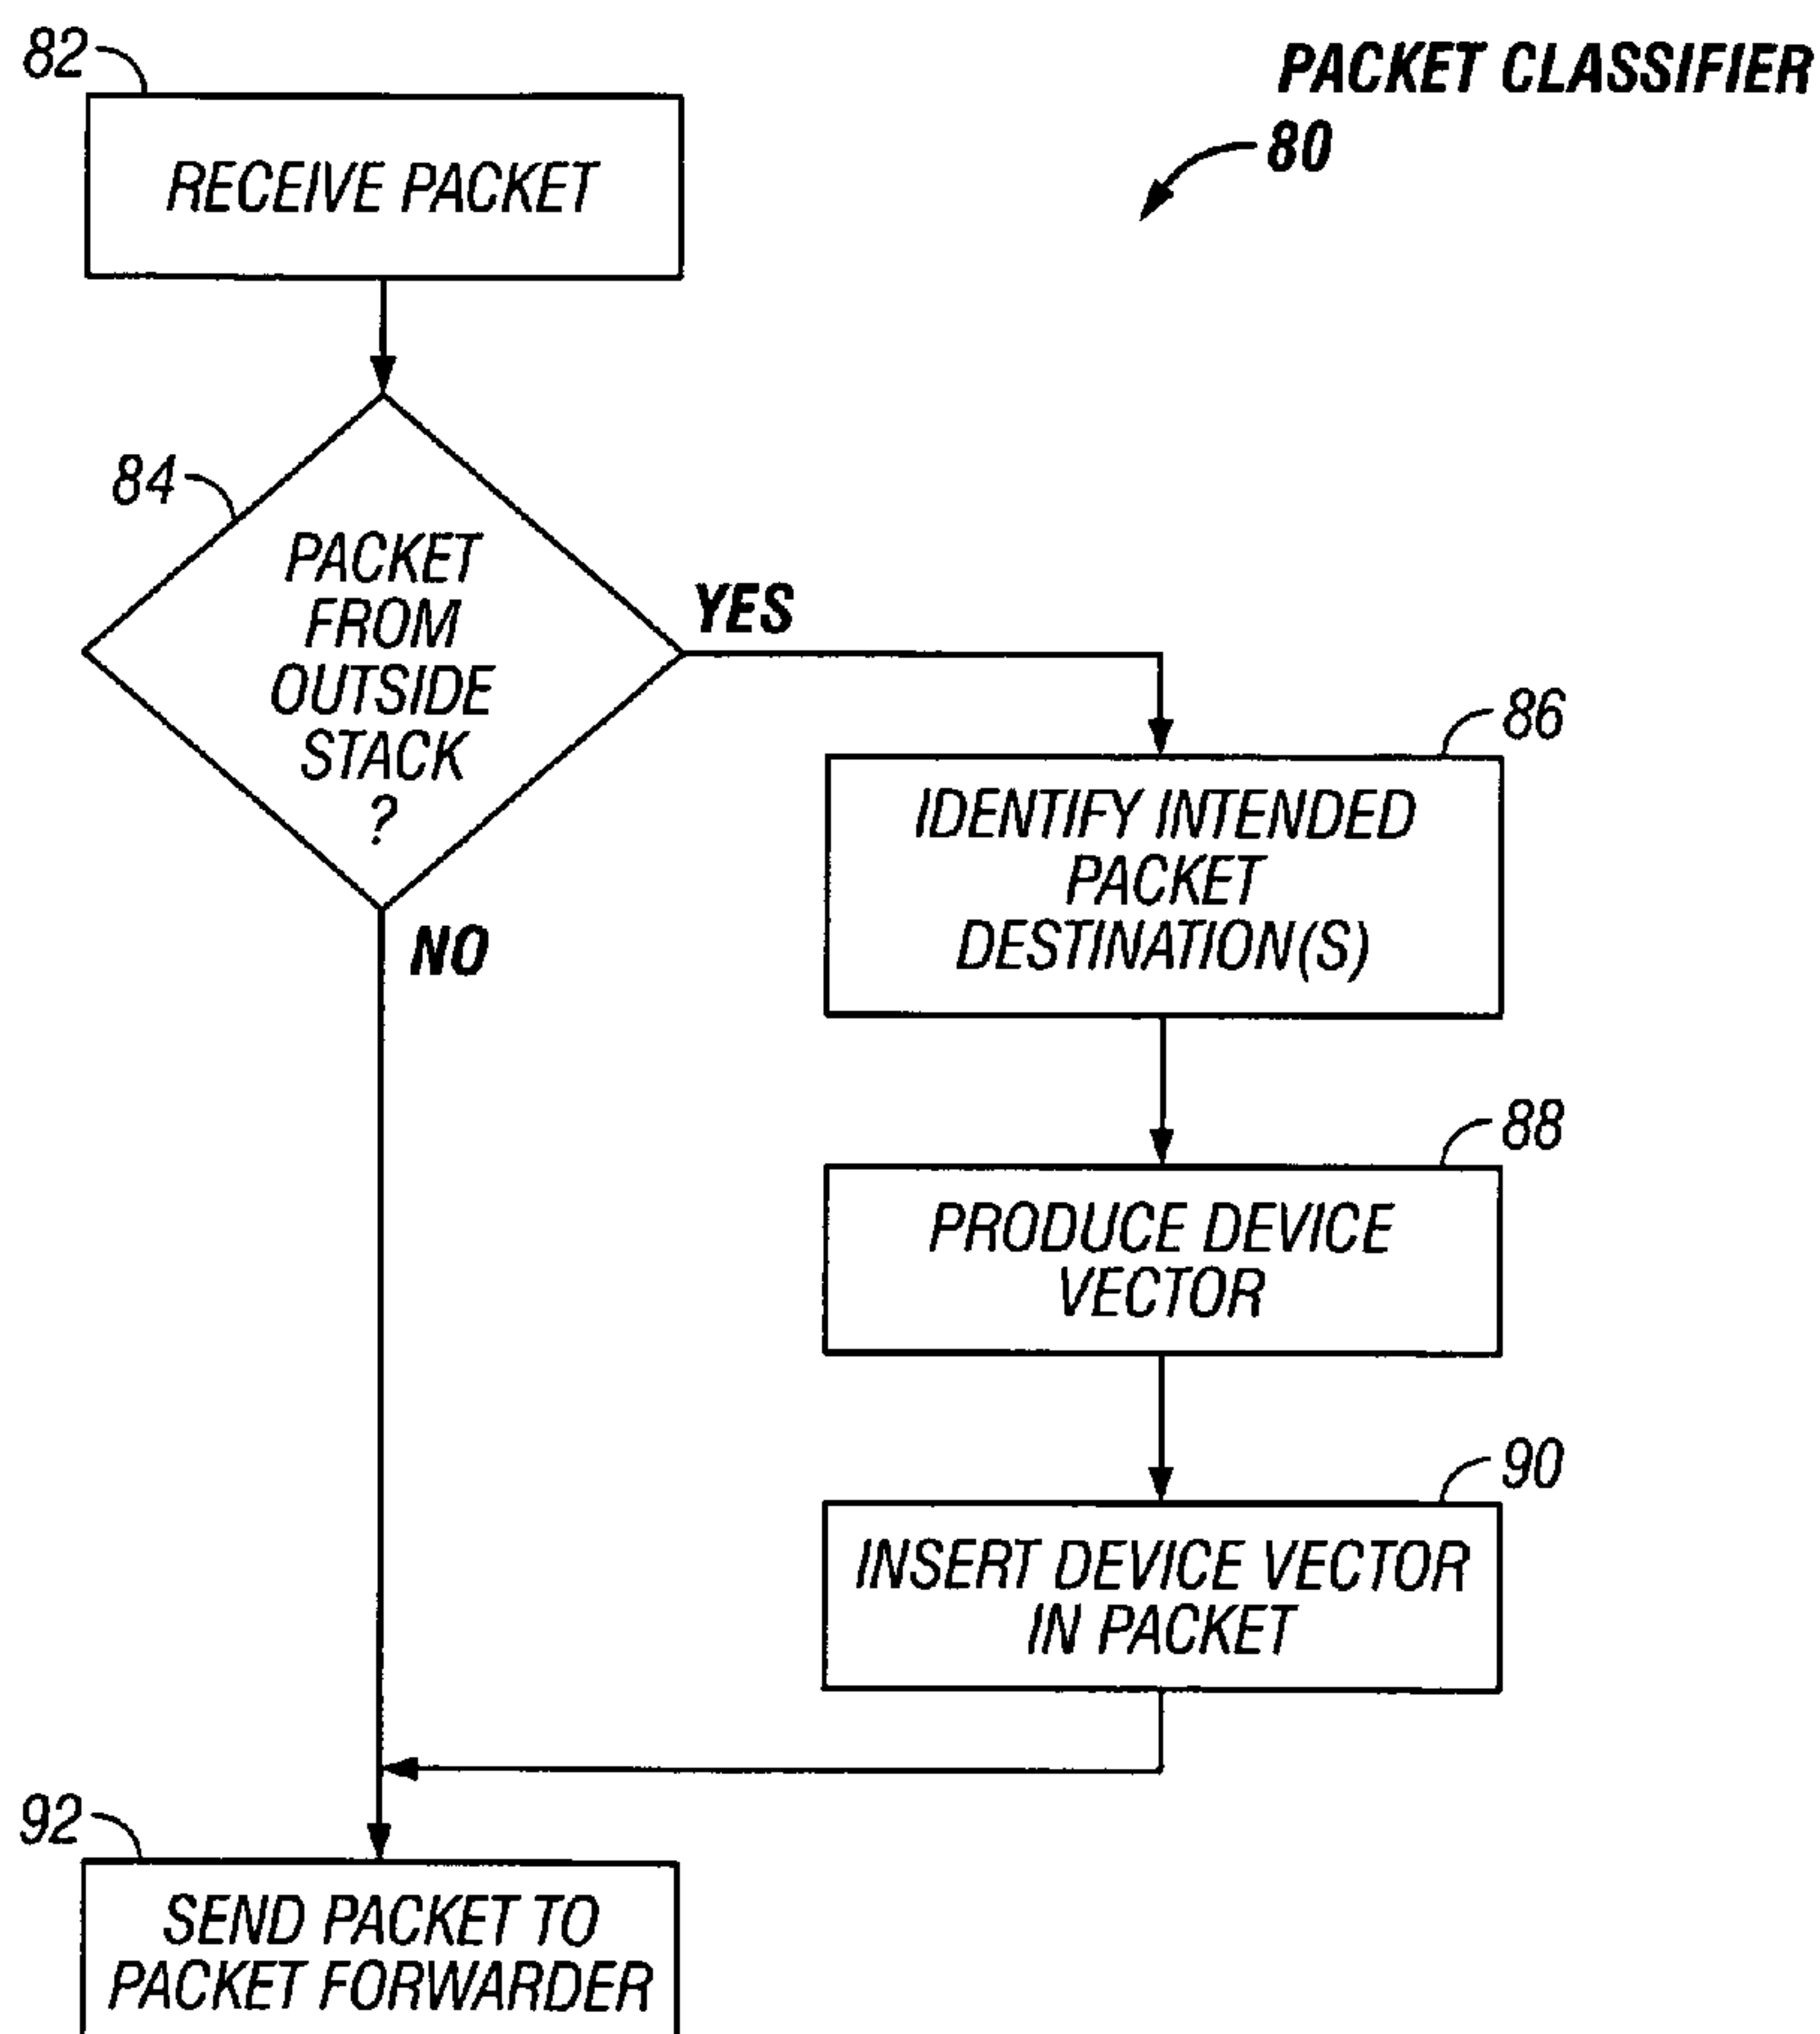 82
PACKET CLASSIFIER
80
RECEIVE PACKET
84
PACKET
FROM
OUTSIDE
STACK
?
YES
NO
86
IDENTIFY INTENDED
PACKET
DESTINATION(S)
88
PRODUCE DEVICE
VECTOR
90
INSERT DEVICE VECTOR
IN PACKET
92
SEND PACKET TO
PACKET FORWARDER